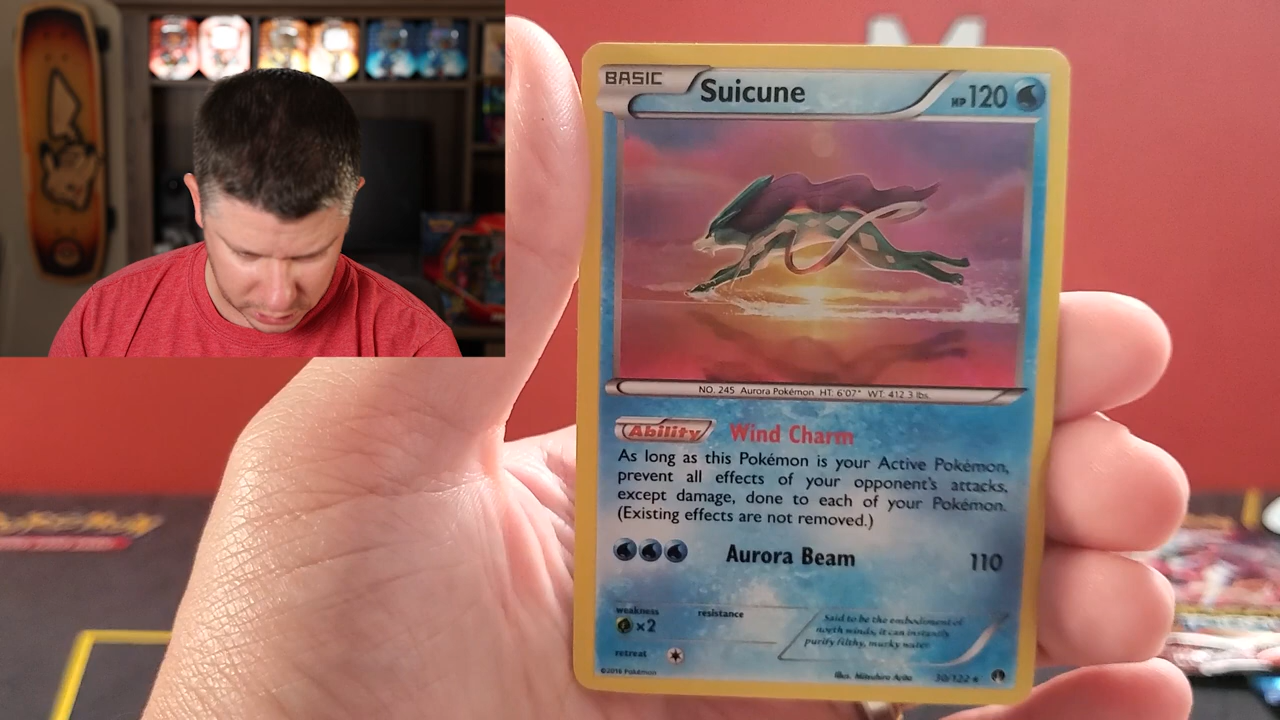 BASIC
Suicune
HP120
NO. 245 Aurora Pokémon HT: 6'07" WT: 412.3 lbs.
Ability Wind Charm
As long as this Pokémon is your Active Pokémon,
prevent all effects of your opponent's attacks,
except damage, done to each of your Pokémon.
(Existing effects are not removed.)
Aurora Beam 110
weakness resistance
×2
Said to be the embodiment of
north winds, it can instantly
purify filthy, murky water.
retreat
©2016 Pokémon
Illus. Mitsuhiro Arita 30/122 ★
M